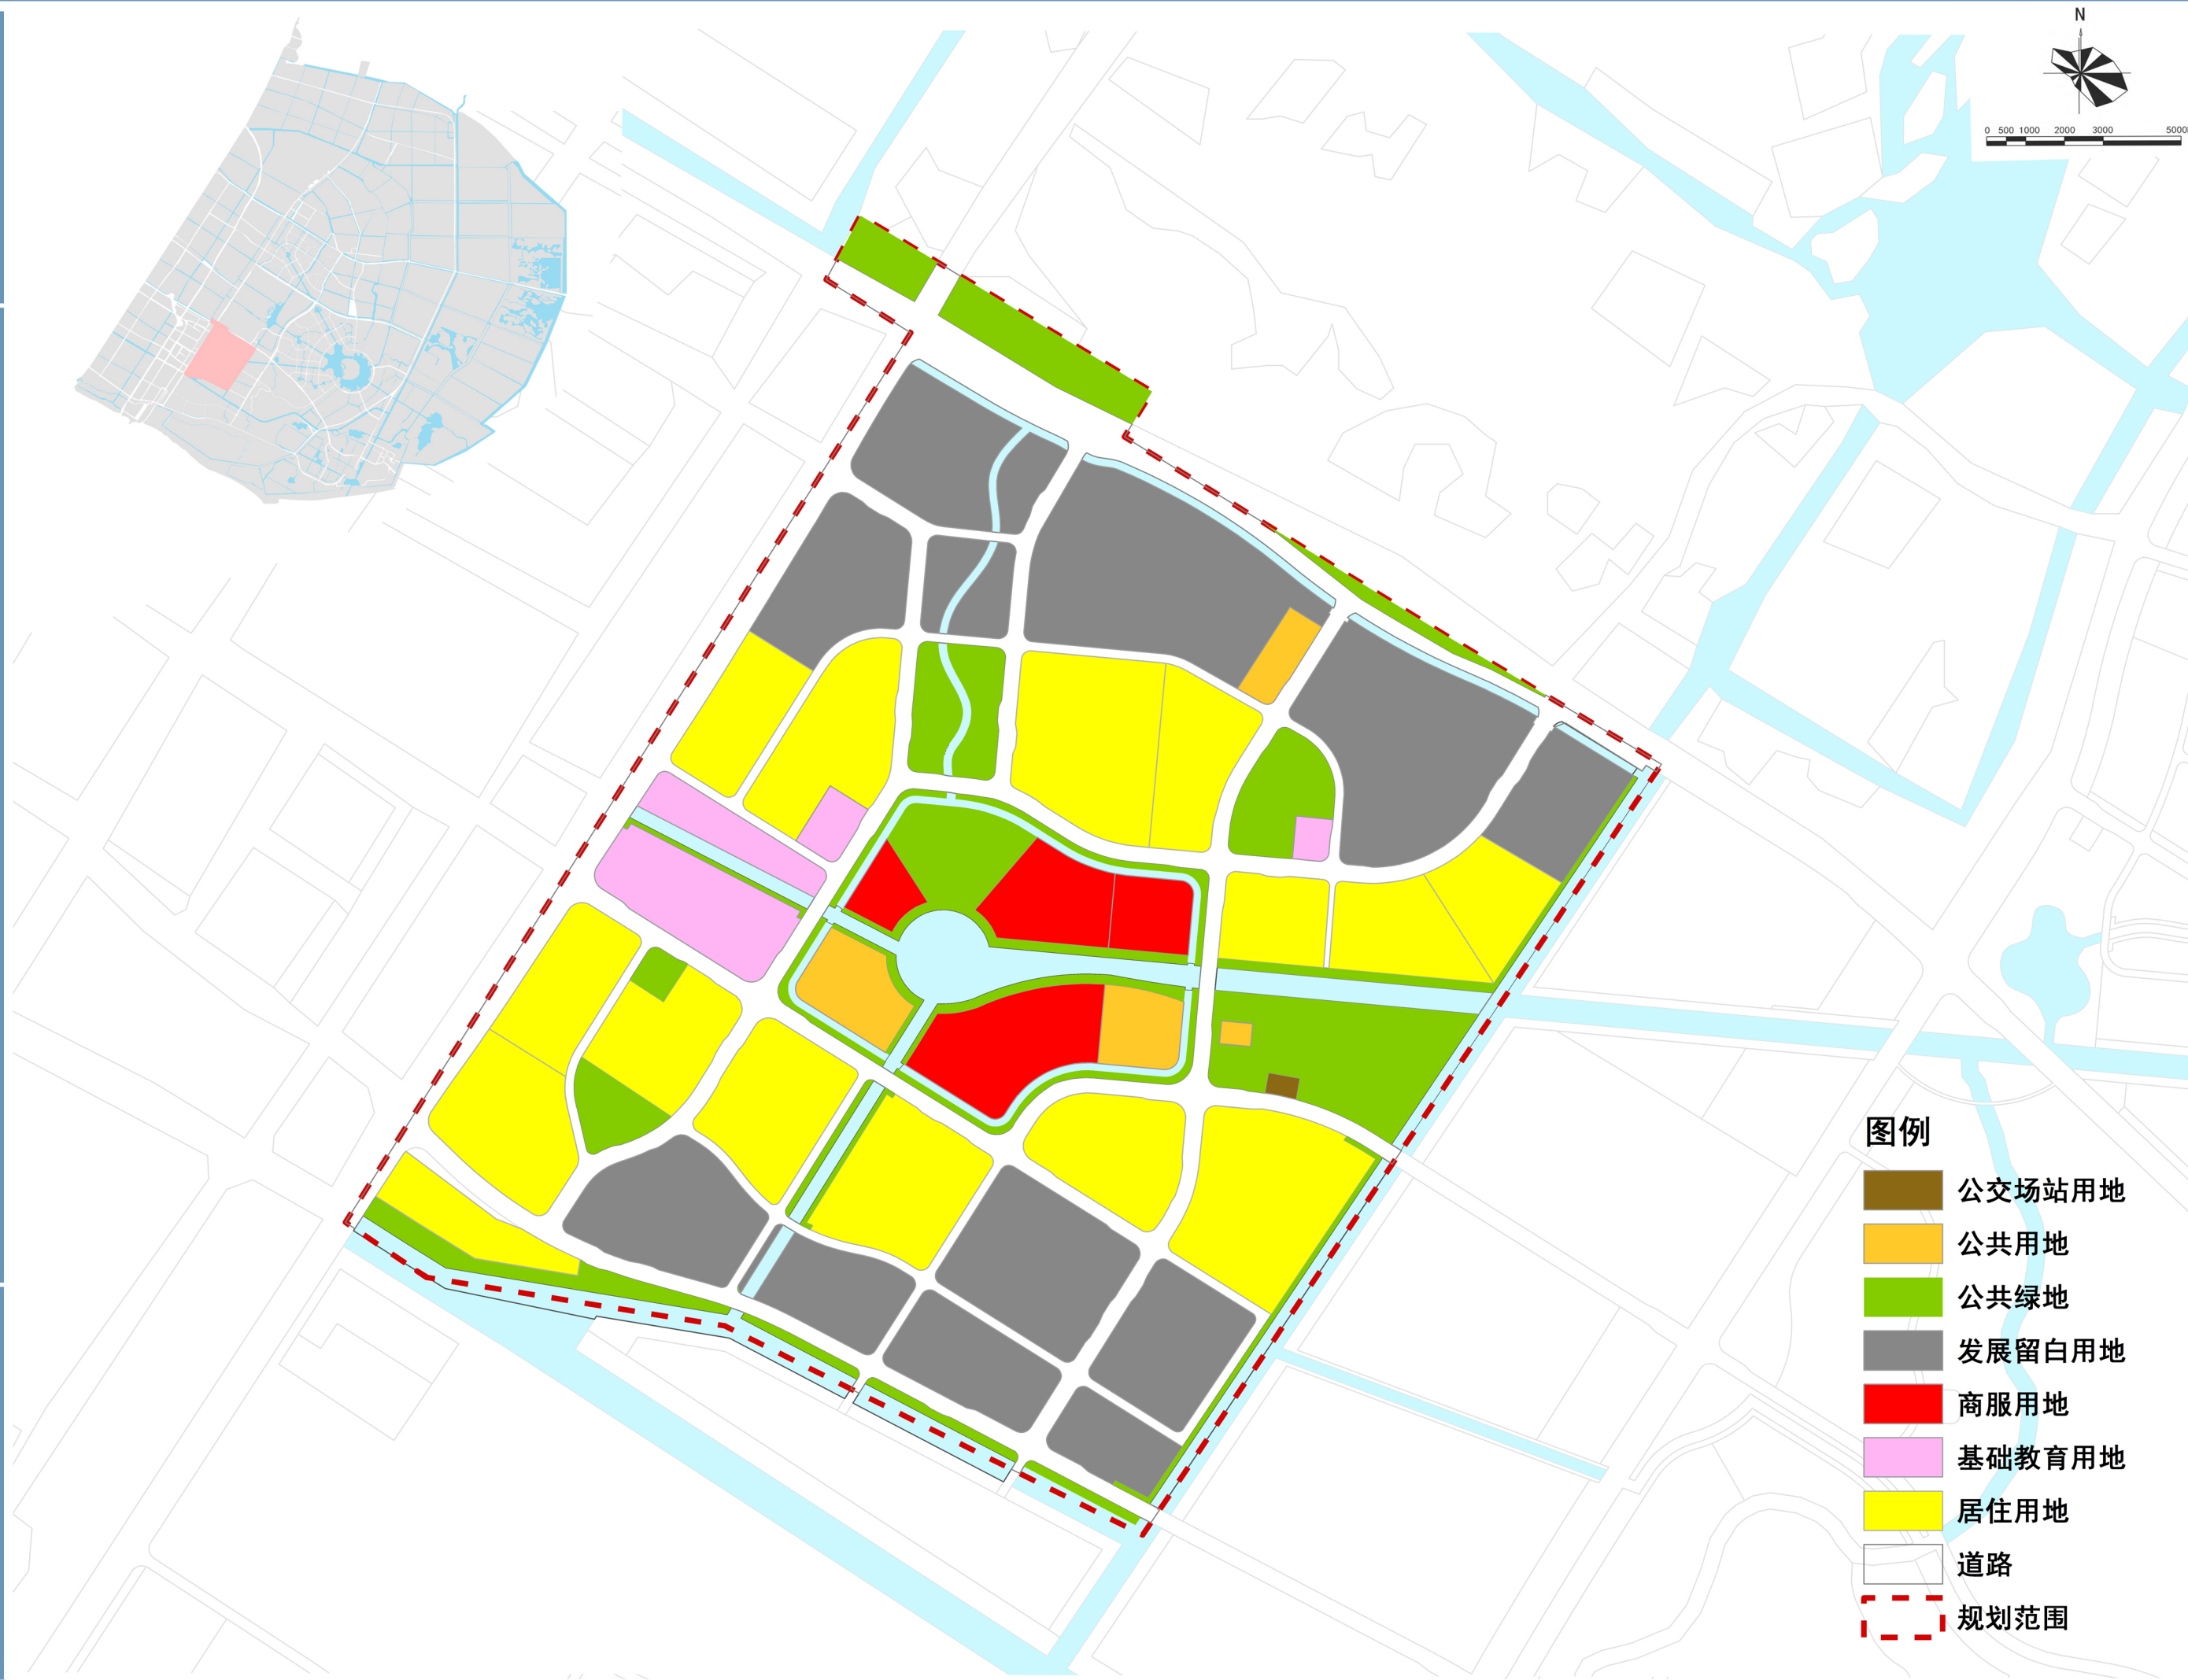 N
0 500 1000 2000 3000 5000
图例
公交场站用地
公共用地
公共绿地
发展留白用地
商服用地
基础教育用地
居住用地
道路
规划范围